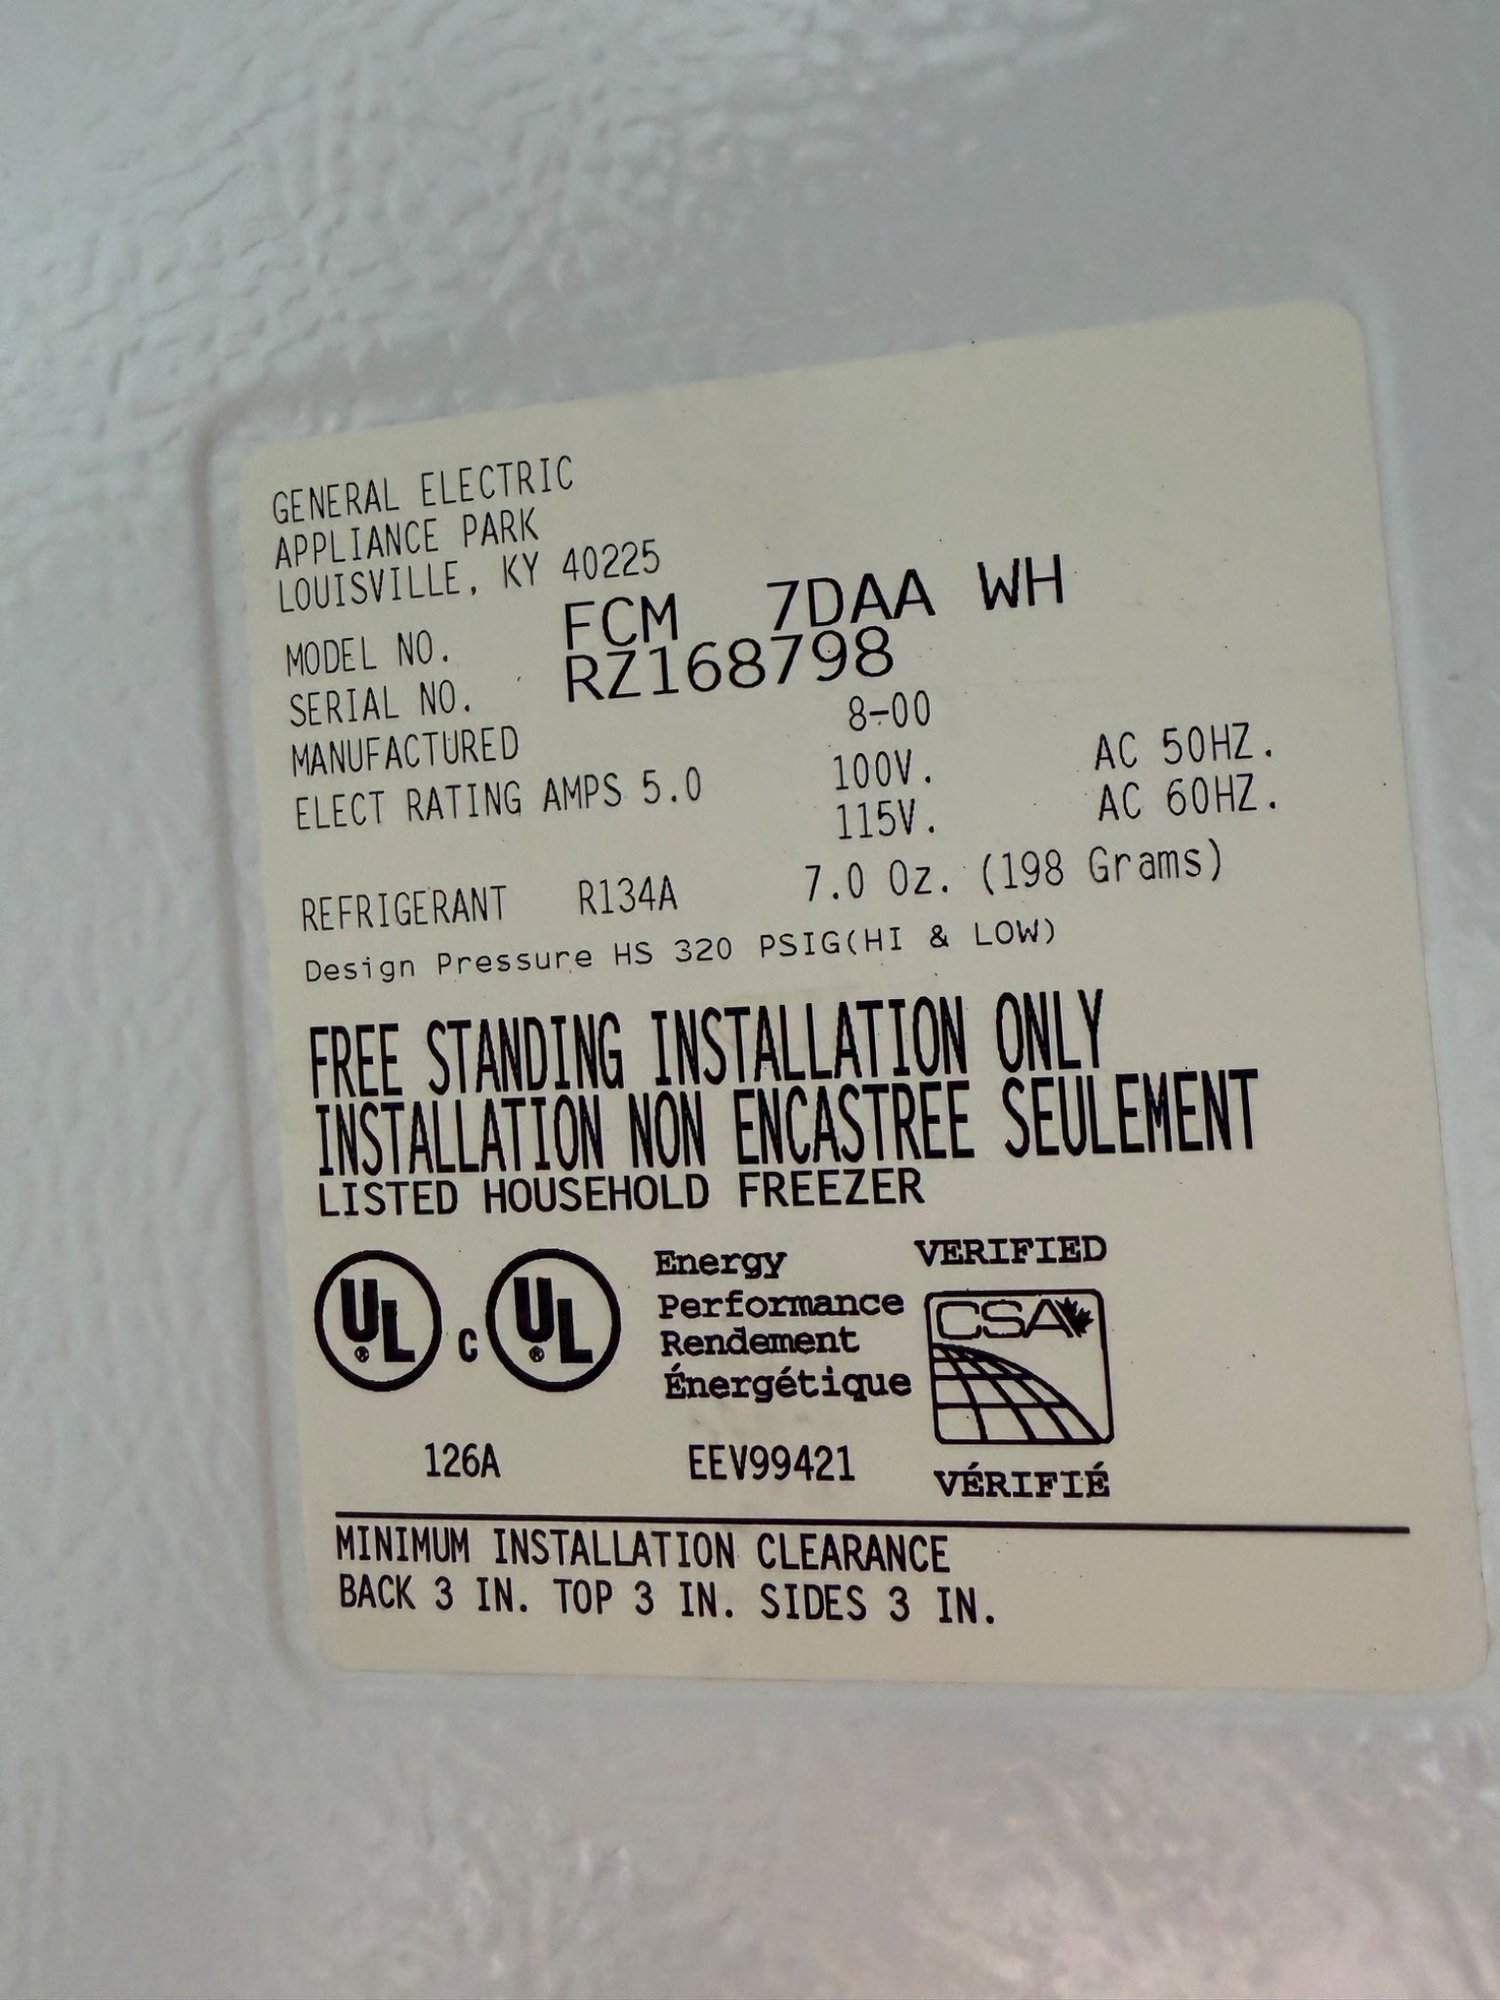 GENERAL ELECTRIC
APPLIANCE PARK
LOUISVILLE, KY 40225
MODEL NO. FCM 7DAA WH
SERIAL NO. RZ168798
MANUFACTURED 8-00
ELECT RATING AMPS 5.0 100V. AC 50HZ.
115V. AC 60HZ.
REFRIGERANT R134A 7.0 Oz. (198 Grams)
Design Pressure HS 320 PSIG(HI & LOW)
FREE STANDING INSTALLATION ONLY
INSTALLATION NON ENCASTREE SEULEMENT
LISTED HOUSEHOLD FREEZER
UL® C UL®
Energy
Performance
Rendement
Énergétique
VERIFIED
CSA
VÉRIFIÉ
126A EEV99421
MINIMUM INSTALLATION CLEARANCE
BACK 3 IN. TOP 3 IN. SIDES 3 IN.